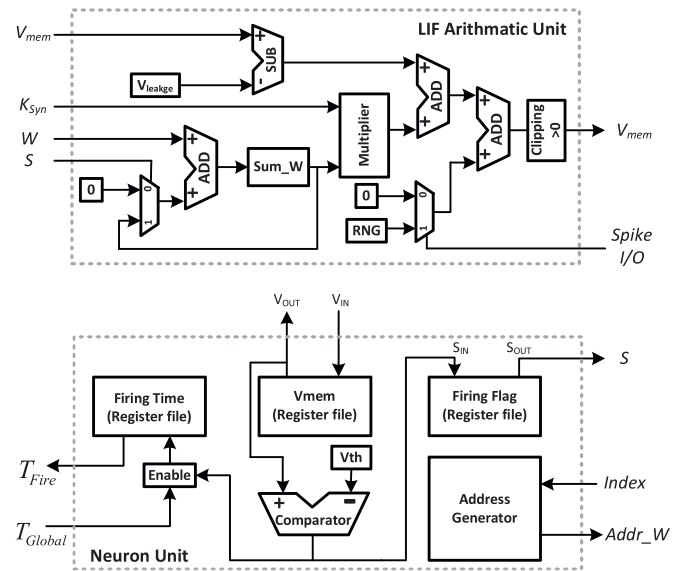 LIF Arithmatic Unit
V_mem
+
SUB
-
V_leakge
K_Syn
W
S
0
0
1
+
ADD
+
Sum_W
Multiplier
+
ADD
+
+
ADD
+
Clipping >0
V_mem
0
RNG
0
1
Spike
I/O
V_OUT
V_IN
S_IN
S_OUT
S
Firing Time
(Register file)
Vmem
(Register file)
Firing Flag
(Register file)
T_Fire
Enable
Vth
+
-
Comparator
T_Global
Address
Generator
Index
Addr_W
Neuron Unit